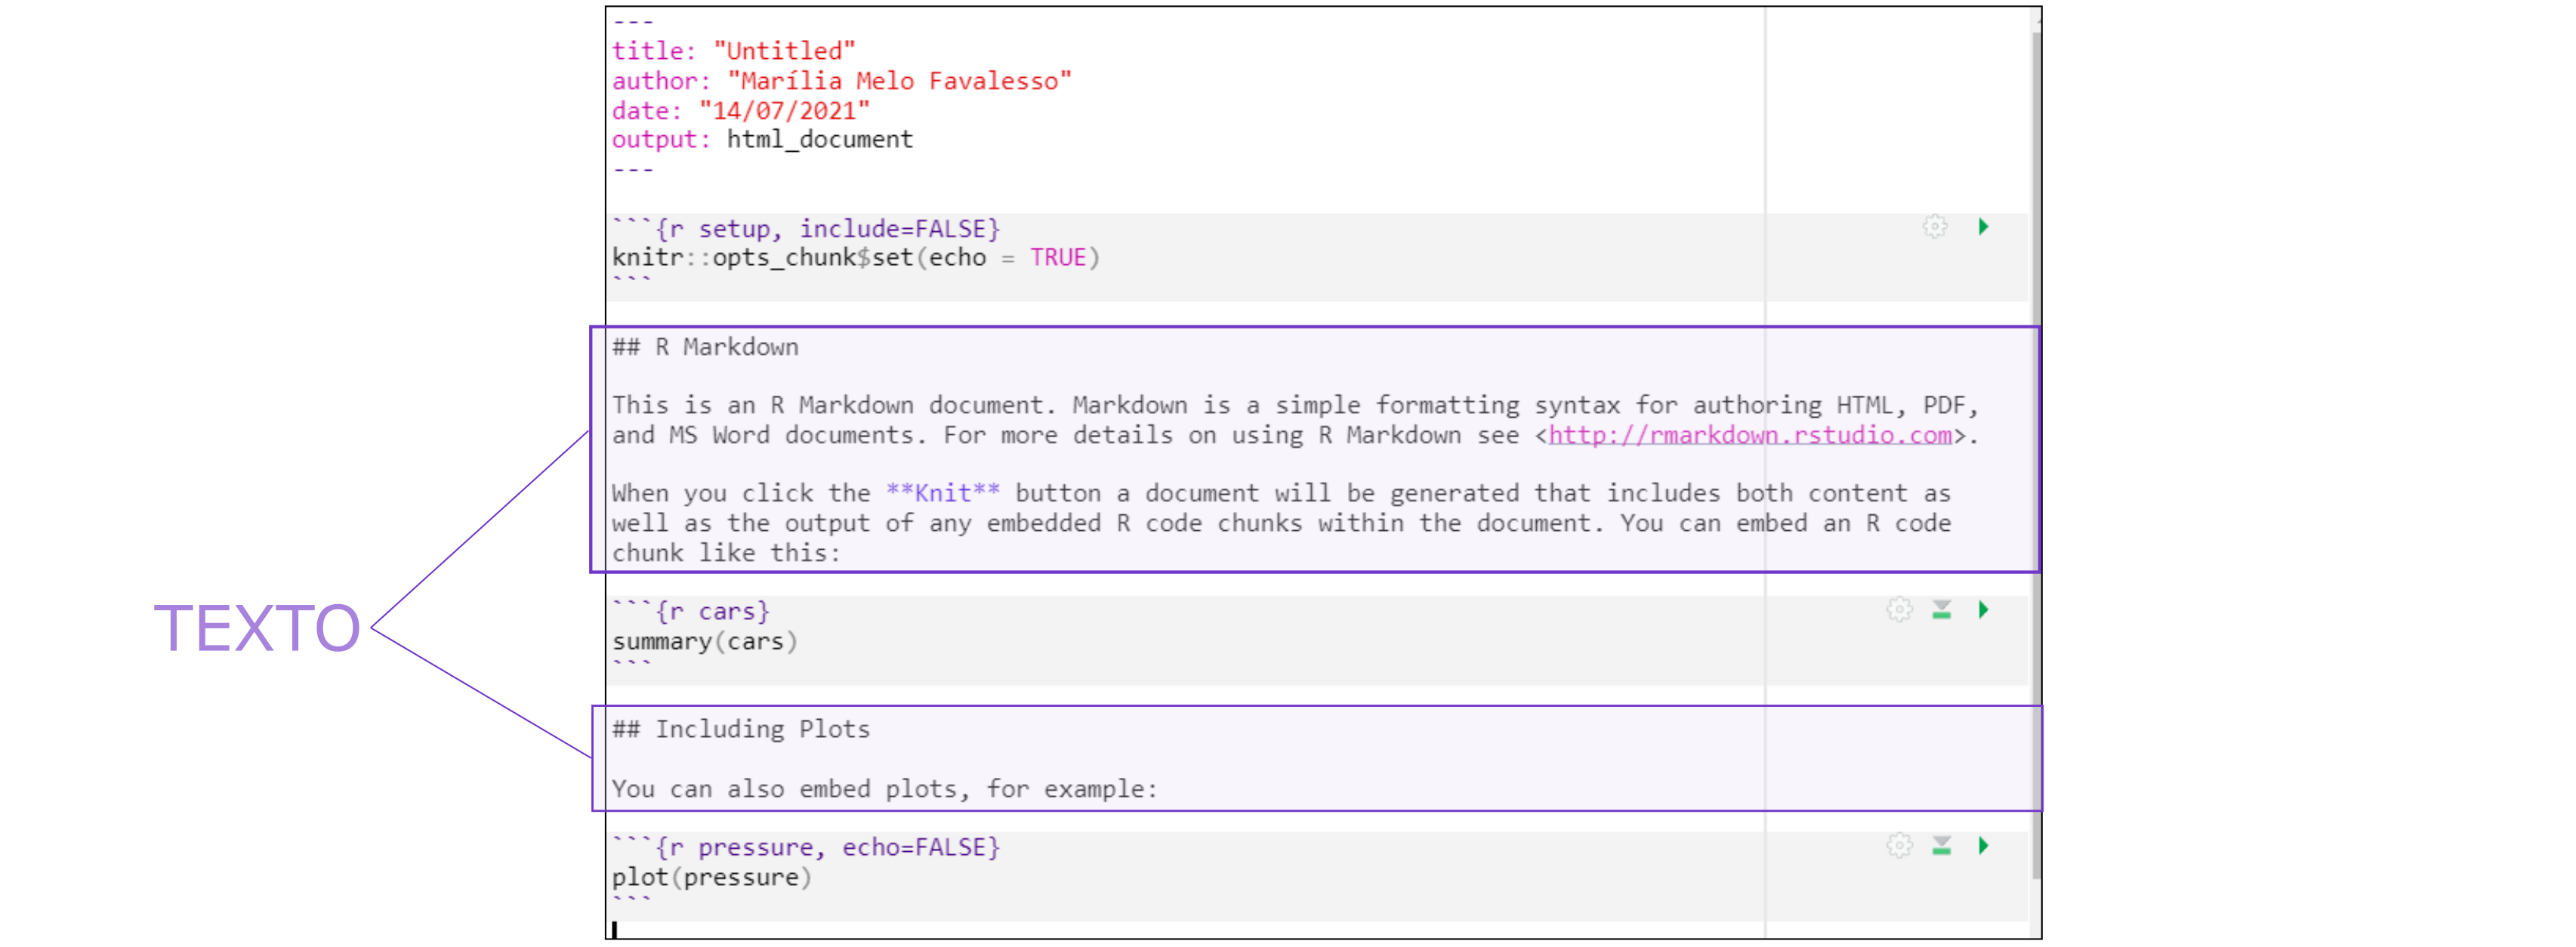 ---
title: "Untitled"
author: "Marília Melo Favalesso"
date: "14/07/2021"
output: html_document
---
```{r setup, include=FALSE}
knitr::opts_chunk$set(echo = TRUE)
```
## R Markdown
This is an R Markdown document. Markdown is a simple formatting syntax for authoring HTML, PDF,
and MS Word documents. For more details on using R Markdown see <http://rmarkdown.rstudio.com>.
When you click the **Knit** button a document will be generated that includes both content as
well as the output of any embedded R code chunks within the document. You can embed an R code
chunk like this:
TEXTO
```{r cars}
summary(cars)
```
## Including Plots
You can also embed plots, for example:
```{r pressure, echo=FALSE}
plot(pressure)
```